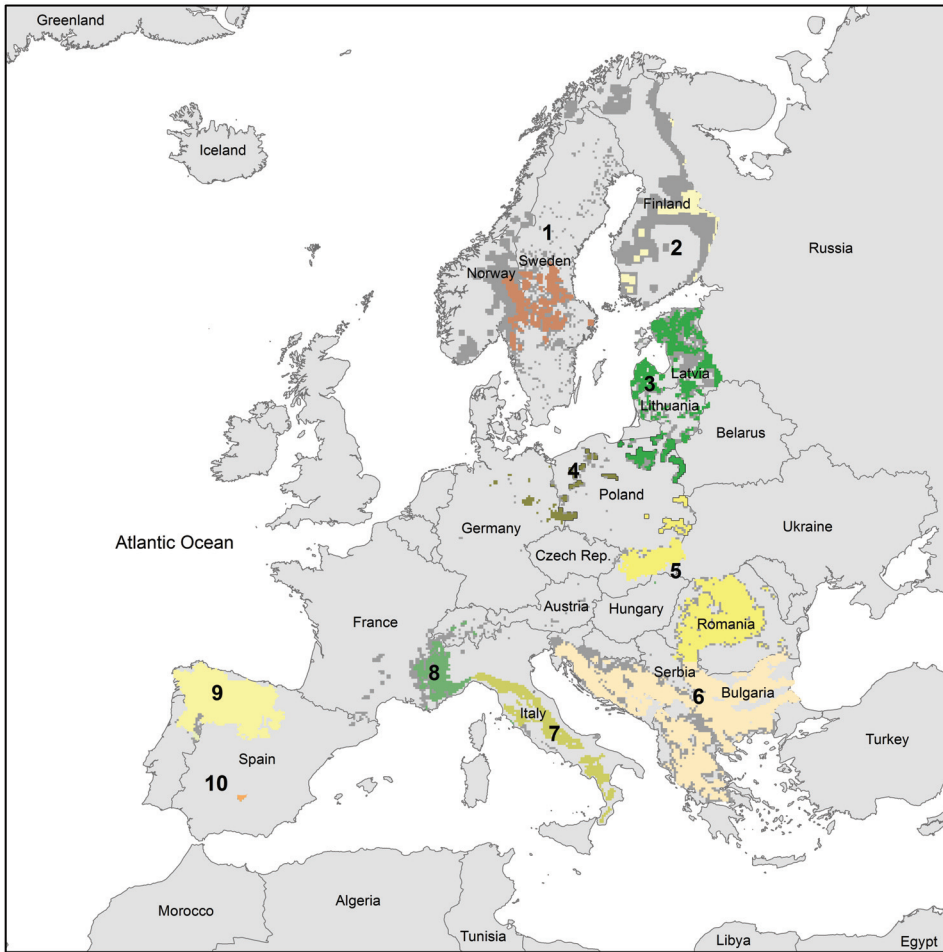 Greenland
Iceland
Finland
1
2
Russia
Sweden
Norway
Latvia
3
Lithuania
Belarus
4
Poland
Germany
Ukraine
Atlantic Ocean
Czech Rep.
5
Austria
Hungary
France
Romania
8
Serbia
9
6
Bulgaria
Italy
7
Turkey
Spain
10
Algeria
Morocco
Tunisia
Libya
Egypt